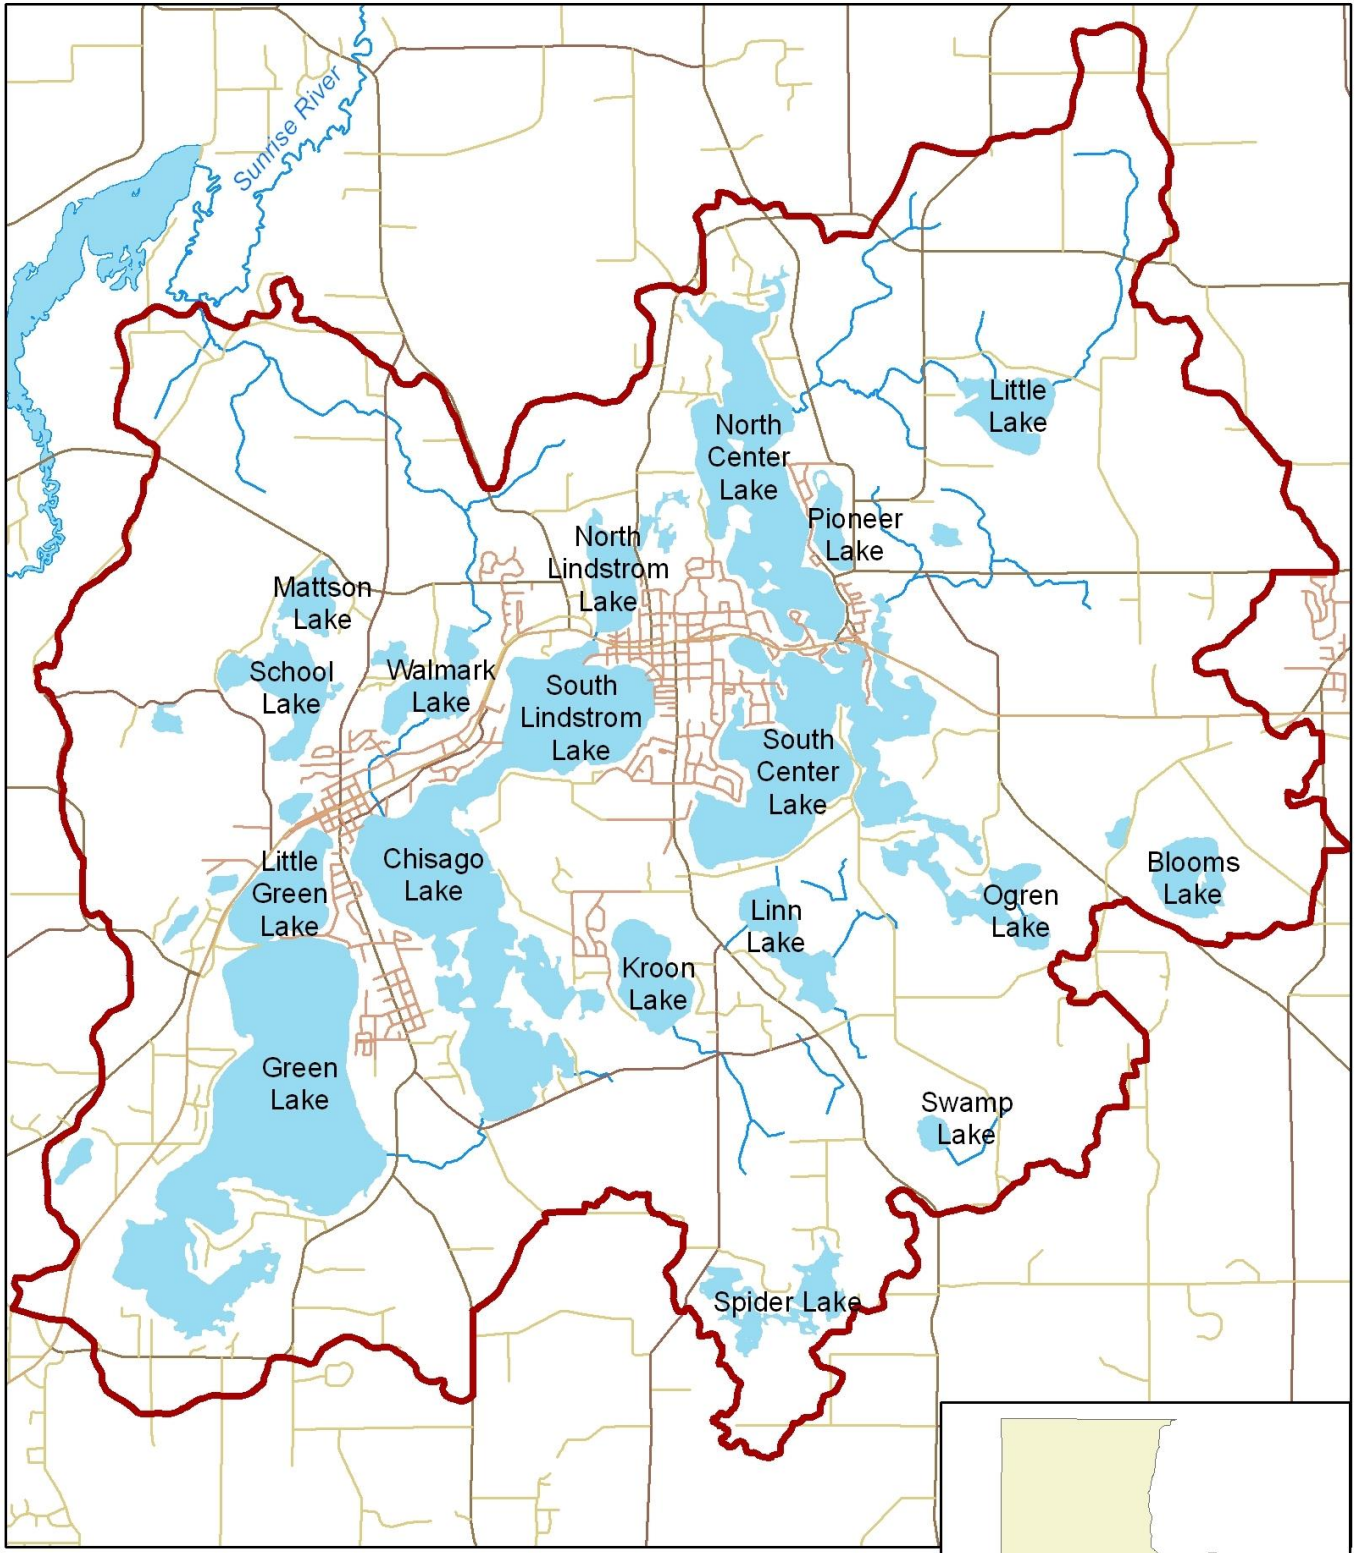 Sunrise River
Little
Lake
North
Center
Lake
Pioneer
Lake
North
Lindstrom
Lake
Mattson
Lake
School
Lake
Walmark
Lake
South
Lindstrom
Lake
South
Center
Lake
Little
Green
Lake
Chisago
Lake
Blooms
Lake
Ogren
Lake
Linn
Lake
Kroon
Lake
Green
Lake
Swamp
Lake
Spider Lake